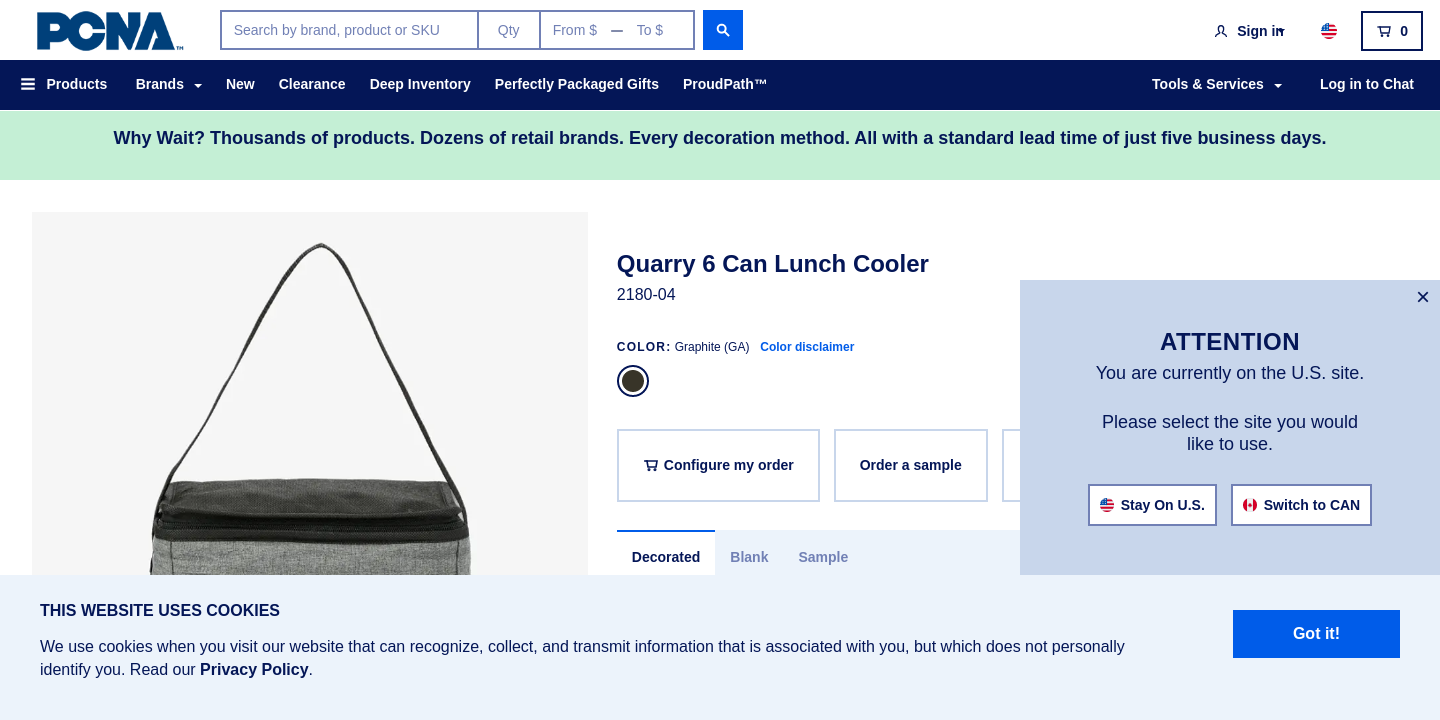 PCNA™
Search by brand, product or SKU
Qty
From $ — To $
Sign in
0
Products
Brands
New
Clearance
Deep Inventory
Perfectly Packaged Gifts
ProudPath™
Tools & Services
Log in to Chat
Why Wait? Thousands of products. Dozens of retail brands. Every decoration method. All with a standard lead time of just five business days.
Quarry 6 Can Lunch Cooler
2180-04
COLOR: Graphite (GA) Color disclaimer
Configure my order
Order a sample
Decorated
Blank
Sample
ATTENTION
You are currently on the U.S. site.
Please select the site you would
like to use.
Stay On U.S.
Switch to CAN
THIS WEBSITE USES COOKIES
We use cookies when you visit our website that can recognize, collect, and transmit information that is associated with you, but which does not personally
identify you. Read our Privacy Policy.
Got it!